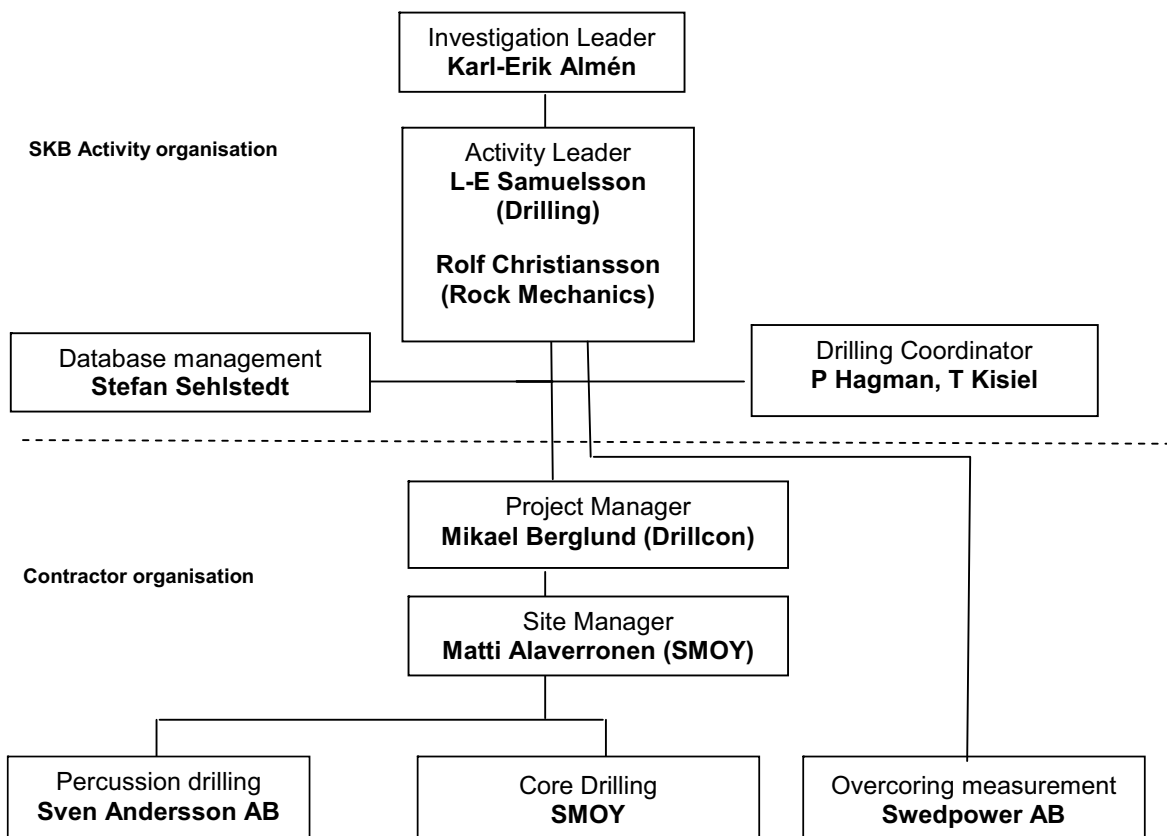 Investigation Leader
Karl-Erik Almén
SKB Activity organisation
Activity Leader
L-E Samuelsson
(Drilling)
Rolf Christiansson
(Rock Mechanics)
Database management
Stefan Sehlstedt
Drilling Coordinator
P Hagman, T Kisiel
Project Manager
Mikael Berglund (Drillcon)
Contractor organisation
Site Manager
Matti Alaverronen (SMOY)
Percussion drilling
Sven Andersson AB
Core Drilling
SMOY
Overcoring measurement
Swedpower AB